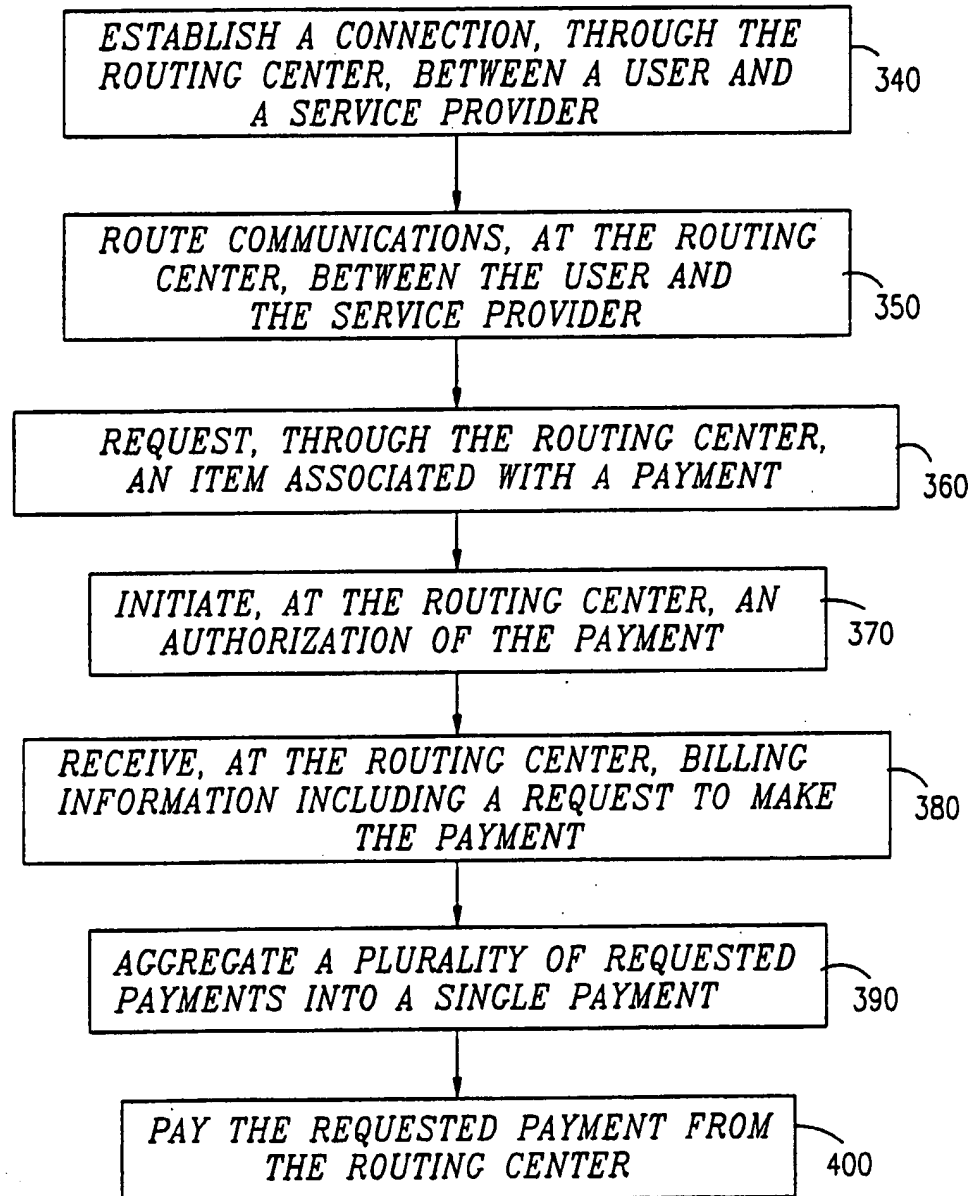 ESTABLISH A CONNECTION, THROUGH THE
ROUTING CENTER, BETWEEN A USER AND
A SERVICE PROVIDER
340
ROUTE COMMUNICATIONS, AT THE ROUTING
CENTER, BETWEEN THE USER AND
THE SERVICE PROVIDER
350
REQUEST, THROUGH THE ROUTING CENTER,
AN ITEM ASSOCIATED WITH A PAYMENT
360
INITIATE, AT THE ROUTING CENTER, AN
AUTHORIZATION OF THE PAYMENT
370
RECEIVE, AT THE ROUTING CENTER, BILLING
INFORMATION INCLUDING A REQUEST TO MAKE
THE PAYMENT
380
AGGREGATE A PLURALITY OF REQUESTED
PAYMENTS INTO A SINGLE PAYMENT
390
PAY THE REQUESTED PAYMENT FROM
THE ROUTING CENTER
400